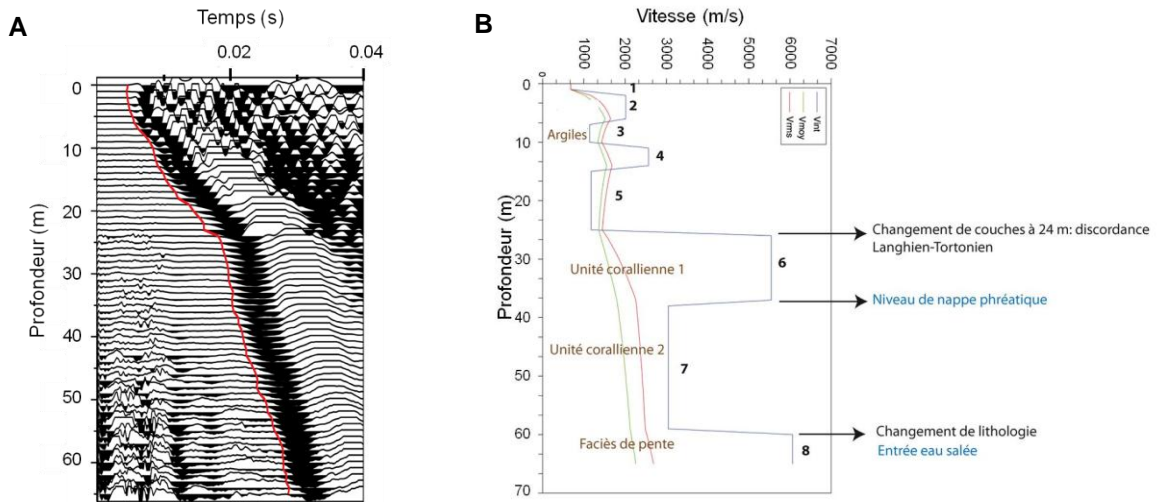 A
Temps (s)
0.02
0.04
Profondeur (m)
0
10
20
30
40
50
60
B
Vitesse (m/s)
0
1000
2000
3000
4000
5000
6000
7000
Profondeur (m)
0
10
20
30
40
50
60
70
Vint
Vmoy
Vrms
1
2
3
Argiles
4
5
Changement de couches à 24 m: discordance
Langhien-Tortonien
6
Unité corallienne 1
Niveau de nappe phréatique
Unité corallienne 2
7
Changement de lithologie
Faciès de pente
8
Entrée eau salée